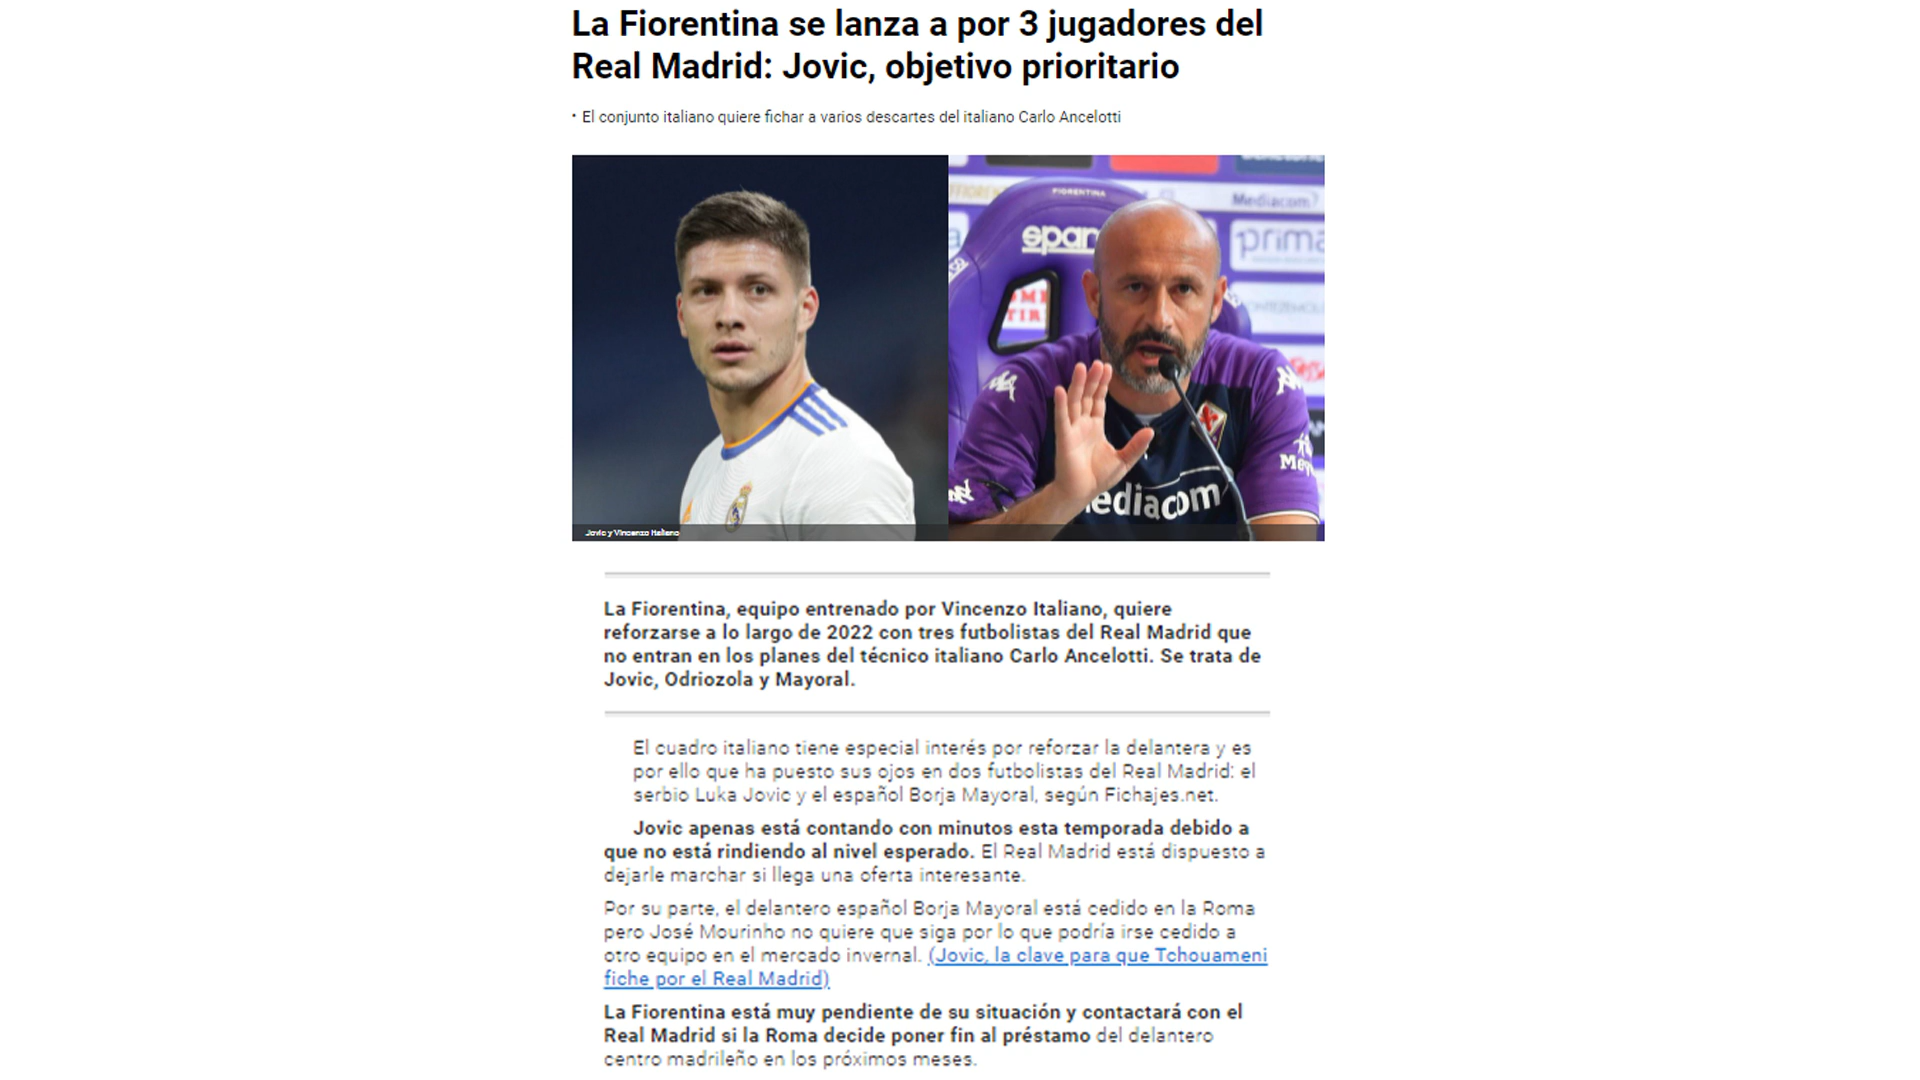 La Fiorentina se lanza a por 3 jugadores del
Real Madrid: Jovic, objetivo prioritario
• El conjunto italiano quiere fichar a varios descartes del italiano Carlo Ancelotti
FIORENTINA
Mediacom
spar
prima
ediacom
Jovic y Vincenzo Italiano
La Fiorentina, equipo entrenado por Vincenzo Italiano, quiere
reforzarse a lo largo de 2022 con tres futbolistas del Real Madrid que
no entran en los planes del técnico italiano Carlo Ancelotti. Se trata de
Jovic, Odriozola y Mayoral.
El cuadro italiano tiene especial interés por reforzar la delantera y es
por ello que ha puesto sus ojos en dos futbolistas del Real Madrid: el
serbio Luka Jovic y el español Borja Mayoral, según Fichajes.net.
Jovic apenas está contando con minutos esta temporada debido a
que no está rindiendo al nivel esperado. El Real Madrid está dispuesto a
dejarle marchar si llega una oferta interesante.
Por su parte, el delantero español Borja Mayoral está cedido en la Roma
pero José Mourinho no quiere que siga por lo que podría irse cedido a
otro equipo en el mercado invernal. (Jovic, la clave para que Tchouameni
fiche por el Real Madrid)
La Fiorentina está muy pendiente de su situación y contactará con el
Real Madrid si la Roma decide poner fin al préstamo del delantero
centro madrileño en los próximos meses.